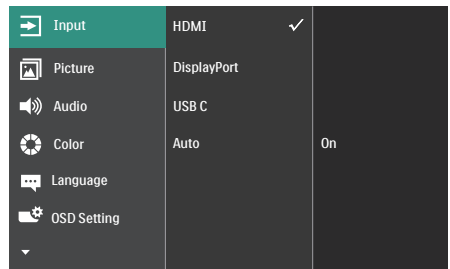 Input HDMI
Picture DisplayPort
Audio USB C
Color Auto On
Language
OSD Setting